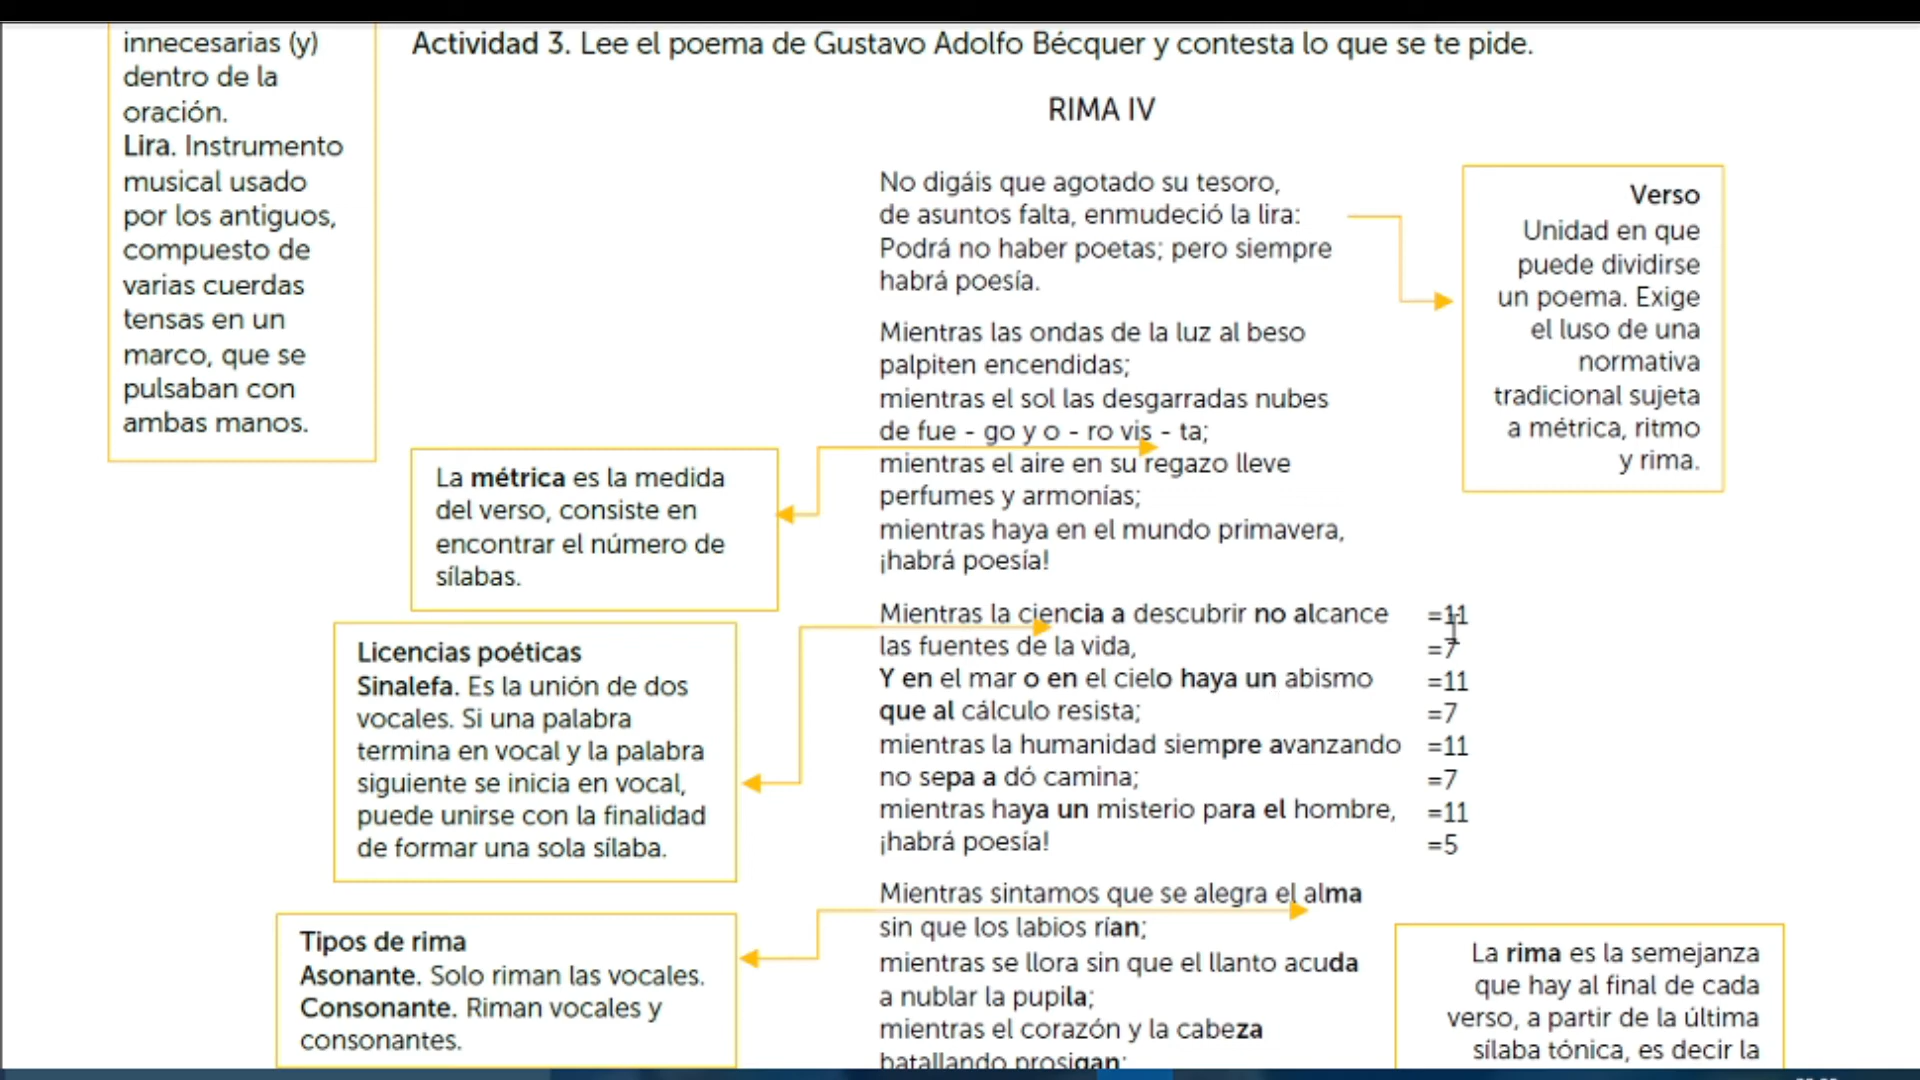 innecesarias (y)
dentro de la
oración.
Lira. Instrumento
musical usado
por los antiguos,
compuesto de
varias cuerdas
tensas en un
marco, que se
pulsaban con
ambas manos.
Actividad 3. Lee el poema de Gustavo Adolfo Bécquer y contesta lo que se te pide.
RIMA IV
No digáis que agotado su tesoro,
de asuntos falta, enmudeció la lira:
Podrá no haber poetas; pero siempre
habrá poesía.
Mientras las ondas de la luz al beso
palpiten encendidas;
mientras el sol las desgarradas nubes
de fue - go y o - ro vis - ta;
mientras el aire en su regazo lleve
perfumes y armonías;
mientras haya en el mundo primavera,
¡habrá poesía!
Mientras la ciencia a descubrir no alcance =11
las fuentes de la vida, =7
Y en el mar o en el cielo haya un abismo =11
que al cálculo resista; =7
mientras la humanidad siempre avanzando =11
no sepa a dó camina; =7
mientras haya un misterio para el hombre, =11
¡habrá poesía! =5
Mientras sintamos que se alegra el alma
sin que los labios rían;
mientras se llora sin que el llanto acuda
a nublar la pupila;
mientras el corazón y la cabeza
batallando prosigan;
Verso
Unidad en que
puede dividirse
un poema. Exige
el luso de una
normativa
tradicional sujeta
a métrica, ritmo
y rima.
La métrica es la medida
del verso, consiste en
encontrar el número de
sílabas.
Licencias poéticas
Sinalefa. Es la unión de dos
vocales. Si una palabra
termina en vocal y la palabra
siguiente se inicia en vocal,
puede unirse con la finalidad
de formar una sola sílaba.
Tipos de rima
Asonante. Solo riman las vocales.
Consonante. Riman vocales y
consonantes.
La rima es la semejanza
que hay al final de cada
verso, a partir de la última
sílaba tónica, es decir la